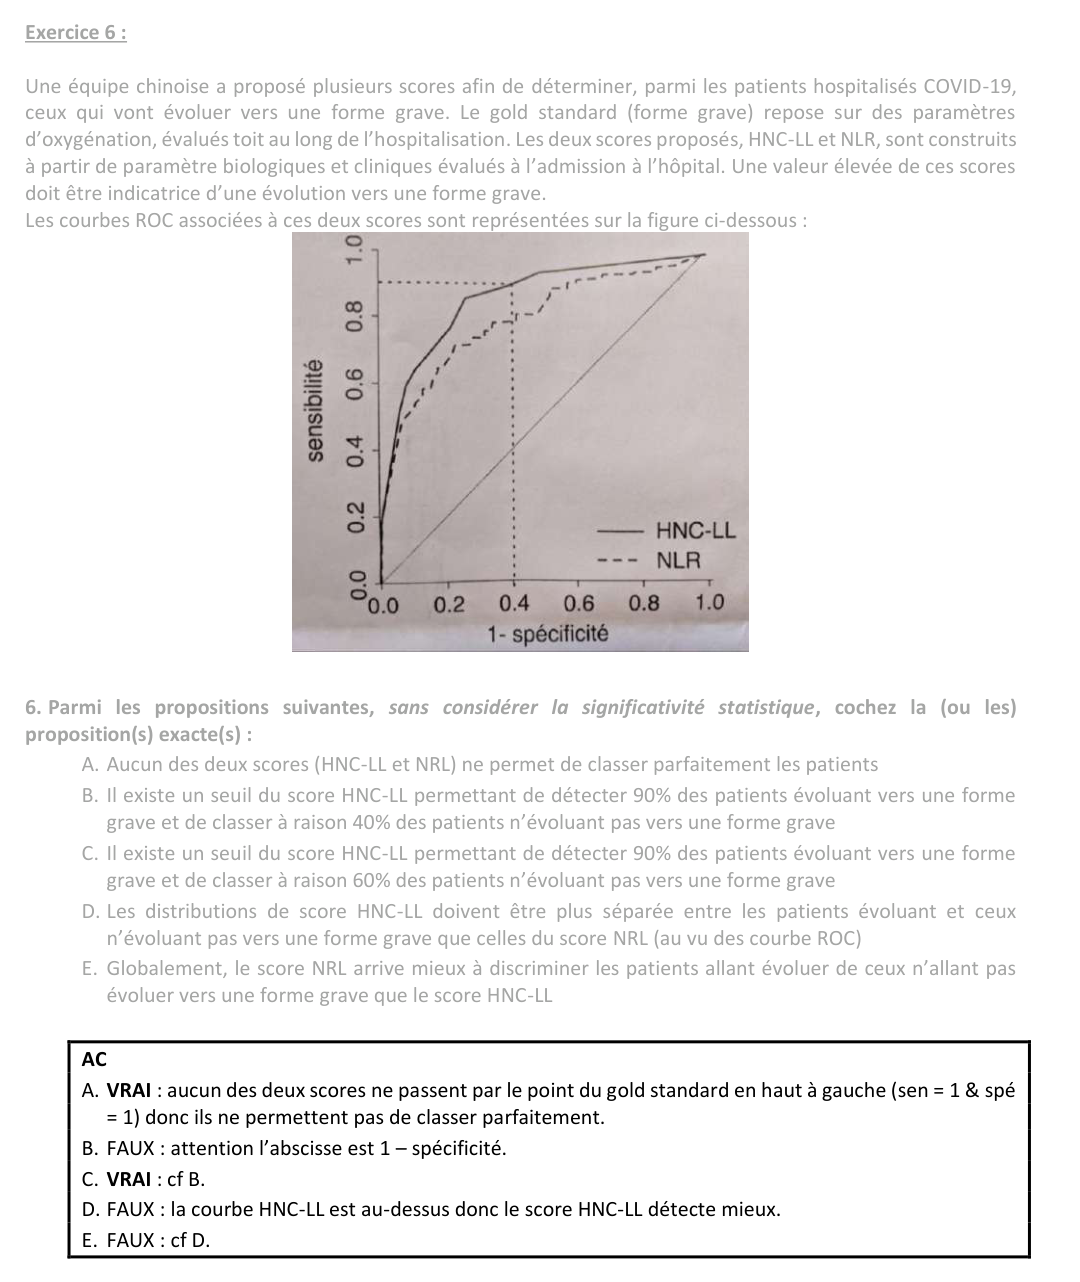 Exercice 6 :
Une équipe chinoise a proposé plusieurs scores afin de déterminer, parmi les patients hospitalisés COVID-19,
ceux qui vont évoluer vers une forme grave. Le gold standard (forme grave) repose sur des paramètres
d'oxygénation, évalués toit au long de l'hospitalisation. Les deux scores proposés, HNC-LL et NLR, sont construits
à partir de paramètre biologiques et cliniques évalués à l'admission à l'hôpital. Une valeur élevée de ces scores
doit être indicatrice d'une évolution vers une forme grave.
Les courbes ROC associées à ces deux scores sont représentées sur la figure ci-dessous :
sensibilité
1.0
0.8
0.6
0.4
0.2
0.0
HNC-LL
NLR
0.0 0.2 0.4 0.6 0.8 1.0
1- spécificité
6. Parmi les propositions suivantes, sans considérer la significativité statistique, cochez la (ou les)
proposition(s) exacte(s) :
A. Aucun des deux scores (HNC-LL et NRL) ne permet de classer parfaitement les patients
B. Il existe un seuil du score HNC-LL permettant de détecter 90% des patients évoluant vers une forme
grave et de classer à raison 40% des patients n'évoluant pas vers une forme grave
C. Il existe un seuil du score HNC-LL permettant de détecter 90% des patients évoluant vers une forme
grave et de classer à raison 60% des patients n'évoluant pas vers une forme grave
D. Les distributions de score HNC-LL doivent être plus séparée entre les patients évoluant et ceux
n'évoluant pas vers une forme grave que celles du score NRL (au vu des courbe ROC)
E. Globalement, le score NRL arrive mieux à discriminer les patients allant évoluer de ceux n'allant pas
évoluer vers une forme grave que le score HNC-LL
AC
A. VRAI : aucun des deux scores ne passent par le point du gold standard en haut à gauche (sen = 1 & spé
= 1) donc ils ne permettent pas de classer parfaitement.
B. FAUX : attention l'abscisse est 1 – spécificité.
C. VRAI : cf B.
D. FAUX : la courbe HNC-LL est au-dessus donc le score HNC-LL détecte mieux.
E. FAUX : cf D.